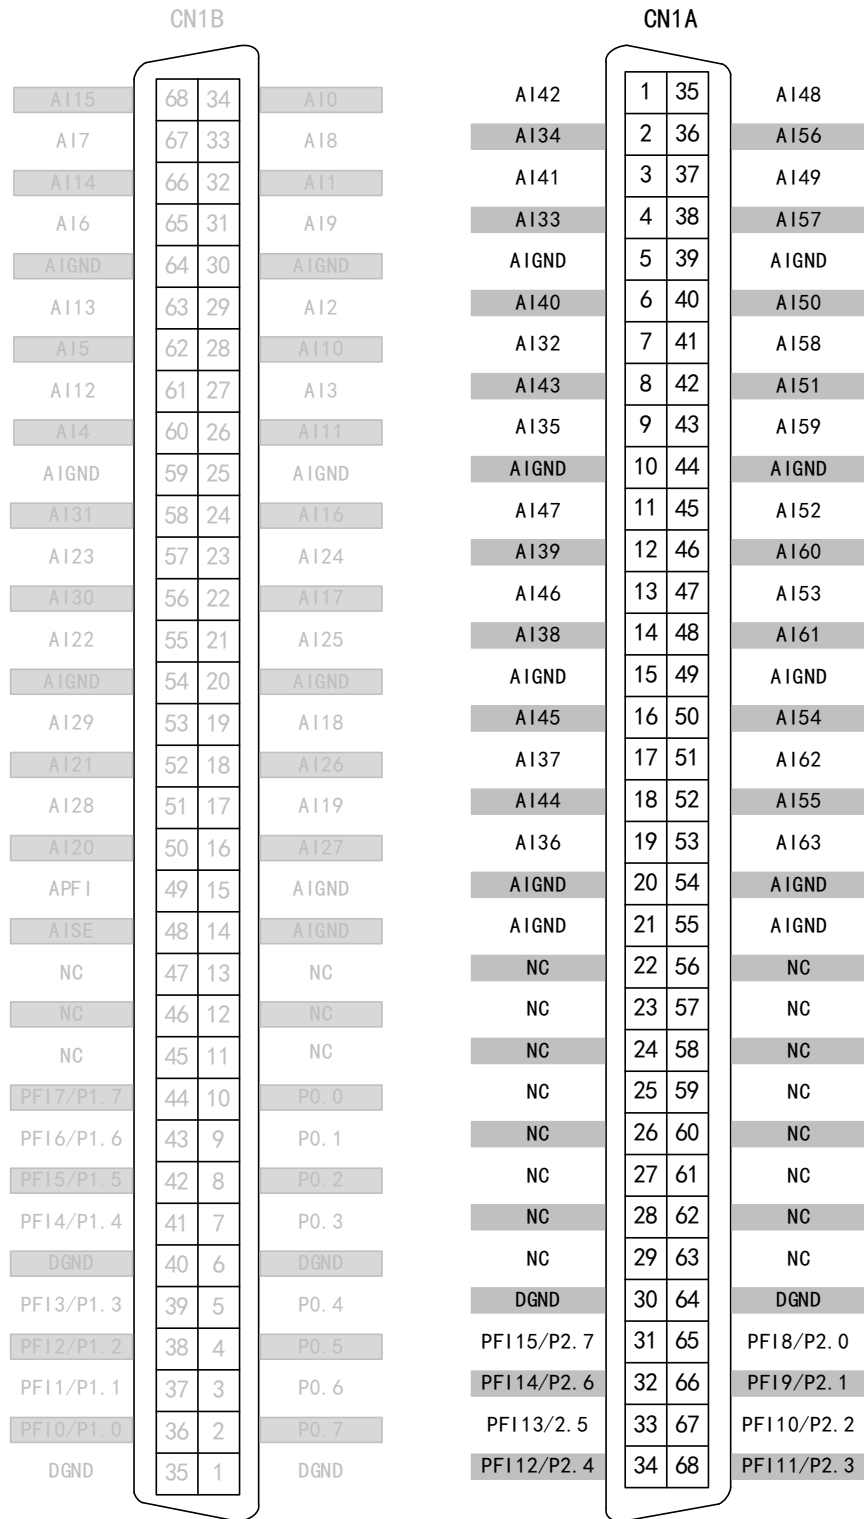 CN1B CN1A
AI15 68 34 AI0 AI42 1 35 AI48
AI7 67 33 AI8 AI34 2 36 AI56
AI14 66 32 AI1 AI41 3 37 AI49
AI6 65 31 AI9 AI33 4 38 AI57
AIGND 64 30 AIGND AIGND 5 39 AIGND
AI13 63 29 AI2 AI40 6 40 AI50
AI5 62 28 AI10 AI32 7 41 AI58
AI12 61 27 AI3 AI43 8 42 AI51
AI4 60 26 AI11 AI35 9 43 AI59
AIGND 59 25 AIGND AIGND 10 44 AIGND
AI31 58 24 AI16 AI47 11 45 AI52
AI23 57 23 AI24 AI39 12 46 AI60
AI30 56 22 AI17 AI46 13 47 AI53
AI22 55 21 AI25 AI38 14 48 AI61
AIGND 54 20 AIGND AIGND 15 49 AIGND
AI29 53 19 AI18 AI45 16 50 AI54
AI21 52 18 AI26 AI37 17 51 AI62
AI28 51 17 AI19 AI44 18 52 AI55
AI20 50 16 AI27 AI36 19 53 AI63
APFI 49 15 AIGND AIGND 20 54 AIGND
AISE 48 14 AIGND AIGND 21 55 AIGND
NC 47 13 NC NC 22 56 NC
NC 46 12 NC NC 23 57 NC
NC 45 11 NC NC 24 58 NC
PFI7/P1.7 44 10 P0.0 NC 25 59 NC
PFI6/P1.6 43 9 P0.1 NC 26 60 NC
PFI5/P1.5 42 8 P0.2 NC 27 61 NC
PFI4/P1.4 41 7 P0.3 NC 28 62 NC
DGND 40 6 DGND NC 29 63 NC
PFI3/P1.3 39 5 P0.4 DGND 30 64 DGND
PFI2/P1.2 38 4 P0.5 PFI15/P2.7 31 65 PFI8/P2.0
PFI1/P1.1 37 3 P0.6 PFI14/P2.6 32 66 PFI9/P2.1
PFI0/P1.0 36 2 P0.7 PFI13/2.5 33 67 PFI10/P2.2
DGND 35 1 DGND PFI12/P2.4 34 68 PFI11/P2.3